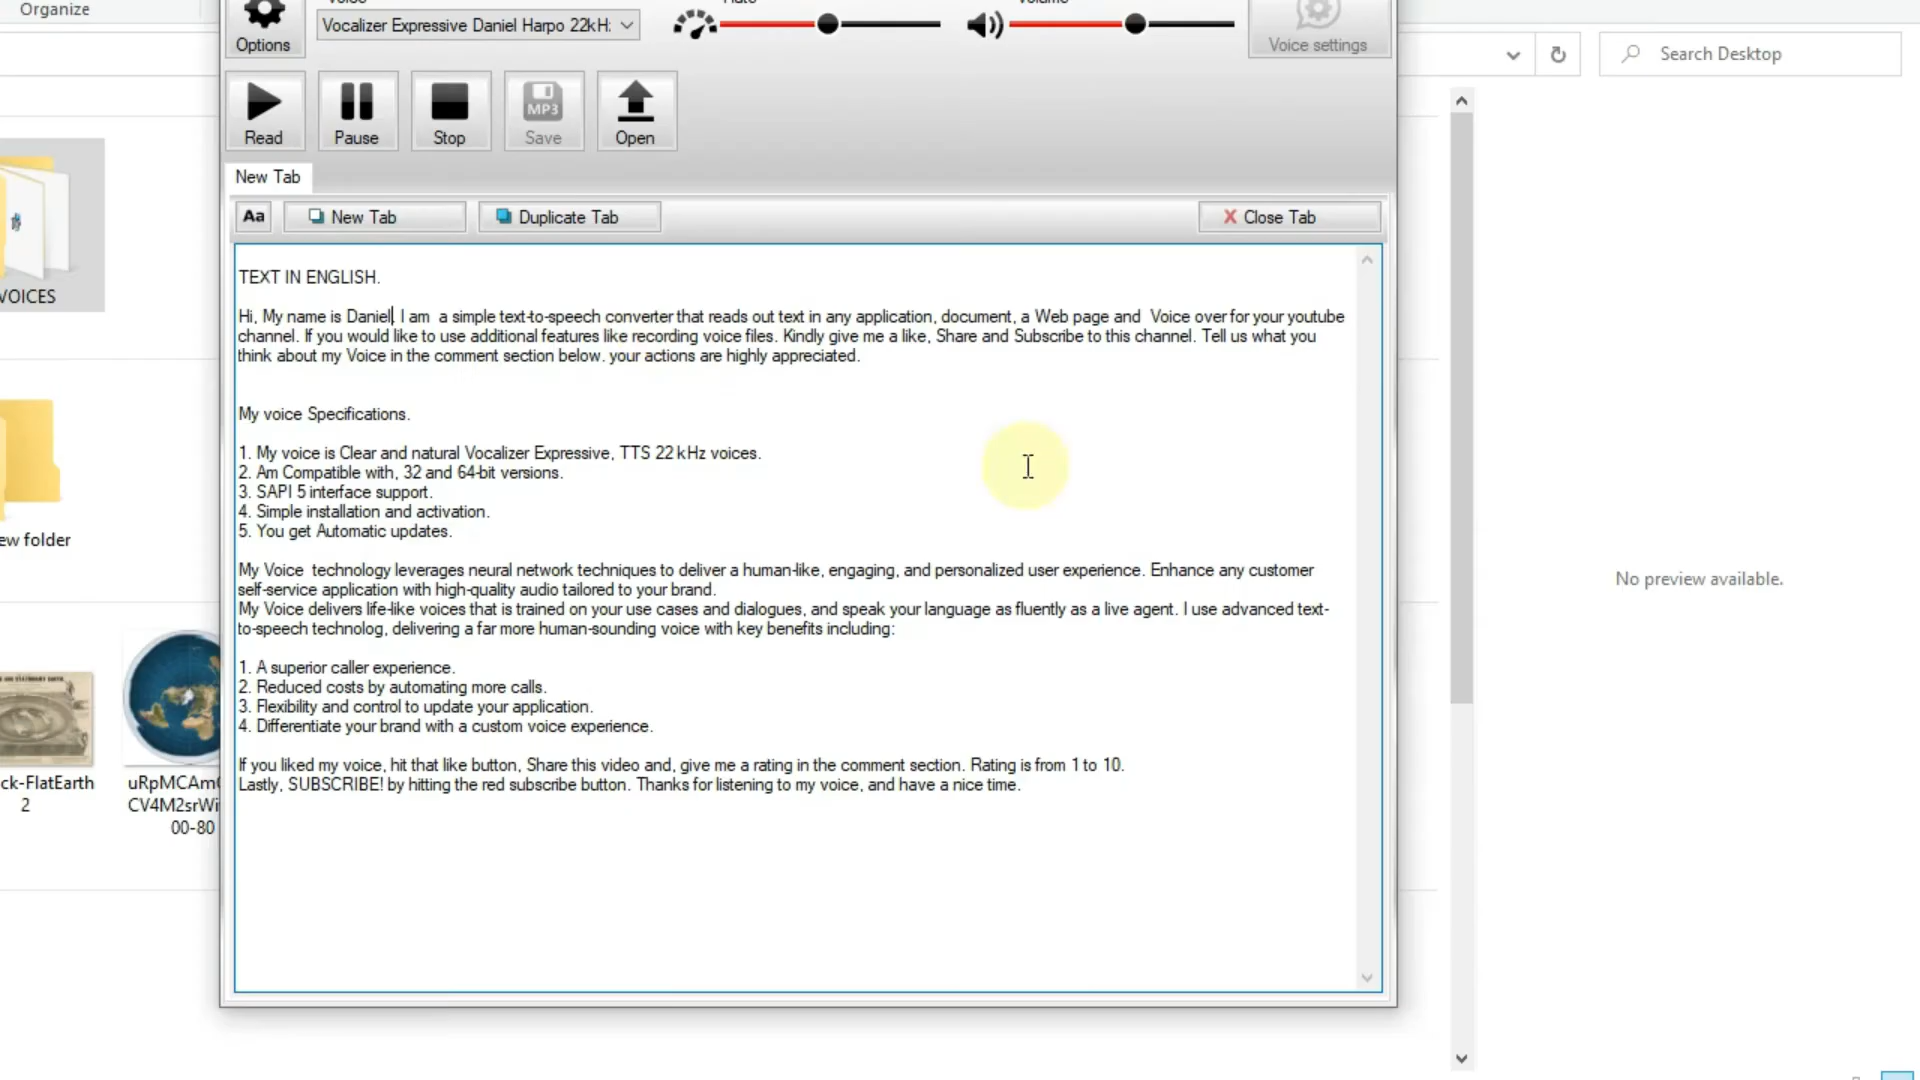 Organize
Options
Vocalizer Expressive Daniel Harpo 22kH:
Voice settings
Search Desktop
Read
Pause
Stop
MP3
Save
Open
New Tab
Aa
New Tab
Duplicate Tab
X Close Tab
TEXT IN ENGLISH.
Hi, My name is Daniel, I am  a simple text-to-speech converter that reads out text in any application, document, a Web page and  Voice over for your youtube
channel. If you would like to use additional features like recording voice files. Kindly give me a like, Share and Subscribe to this channel. Tell us what you
think about my Voice in the comment section below. your actions are highly appreciated.
My voice Specifications.
1. My voice is Clear and natural Vocalizer Expressive, TTS 22 kHz voices.
2. Am Compatible with, 32 and 64-bit versions.
3. SAPI 5 interface support.
4. Simple installation and activation.
5. You get Automatic updates.
My Voice  technology leverages neural network techniques to deliver a human-like, engaging, and personalized user experience. Enhance any customer
self-service application with high-quality audio tailored to your brand.
My Voice delivers life-like voices that is trained on your use cases and dialogues, and speak your language as fluently as a live agent. I use advanced text-
to-speech technolog, delivering a far more human-sounding voice with key benefits including:
1. A superior caller experience.
2. Reduced costs by automating more calls.
3. Flexibility and control to update your application.
4. Differentiate your brand with a custom voice experience.
If you liked my voice, hit that like button, Share this video and, give me a rating in the comment section. Rating is from 1 to 10.
Lastly, SUBSCRIBE! by hitting the red subscribe button. Thanks for listening to my voice, and have a nice time.
VOICES
ew folder
ck-FlatEarth
2
uRpMCAm
CV4M2srWi
00-80
No preview available.